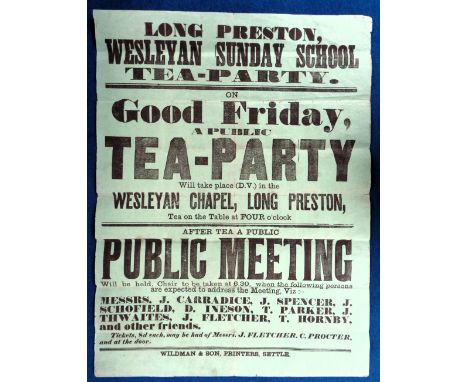 LONG PRESTON,
WESLEYAN SUNDAY SCHOOL
TEA-PARTY.
ON
Good Friday,
A PUBLIC
TEA-PARTY
Will take place (D.V.) in the
WESLEYAN CHAPEL, LONG PRESTON,
Tea on the Table at FOUR o'clock
AFTER TEA A PUBLIC
PUBLIC MEETING
Will be held. Chair to be taken at 6.30, when the following persons
are expected to address the Meeting, Viz:-
MESSRS, J. CARRADICE, J. SPENCER, J.
SCHOFIELD, D. INESON, T. PARKER, J.
THWAITES, J. FLETCHER, T. HORNBY,
and other friends.
Tickets, 8d each, may be had of Messrs. J. FLETCHER. C. PROCTER,
and at the door.
WILDMAN & SON, PRINTERS, SETTLE.